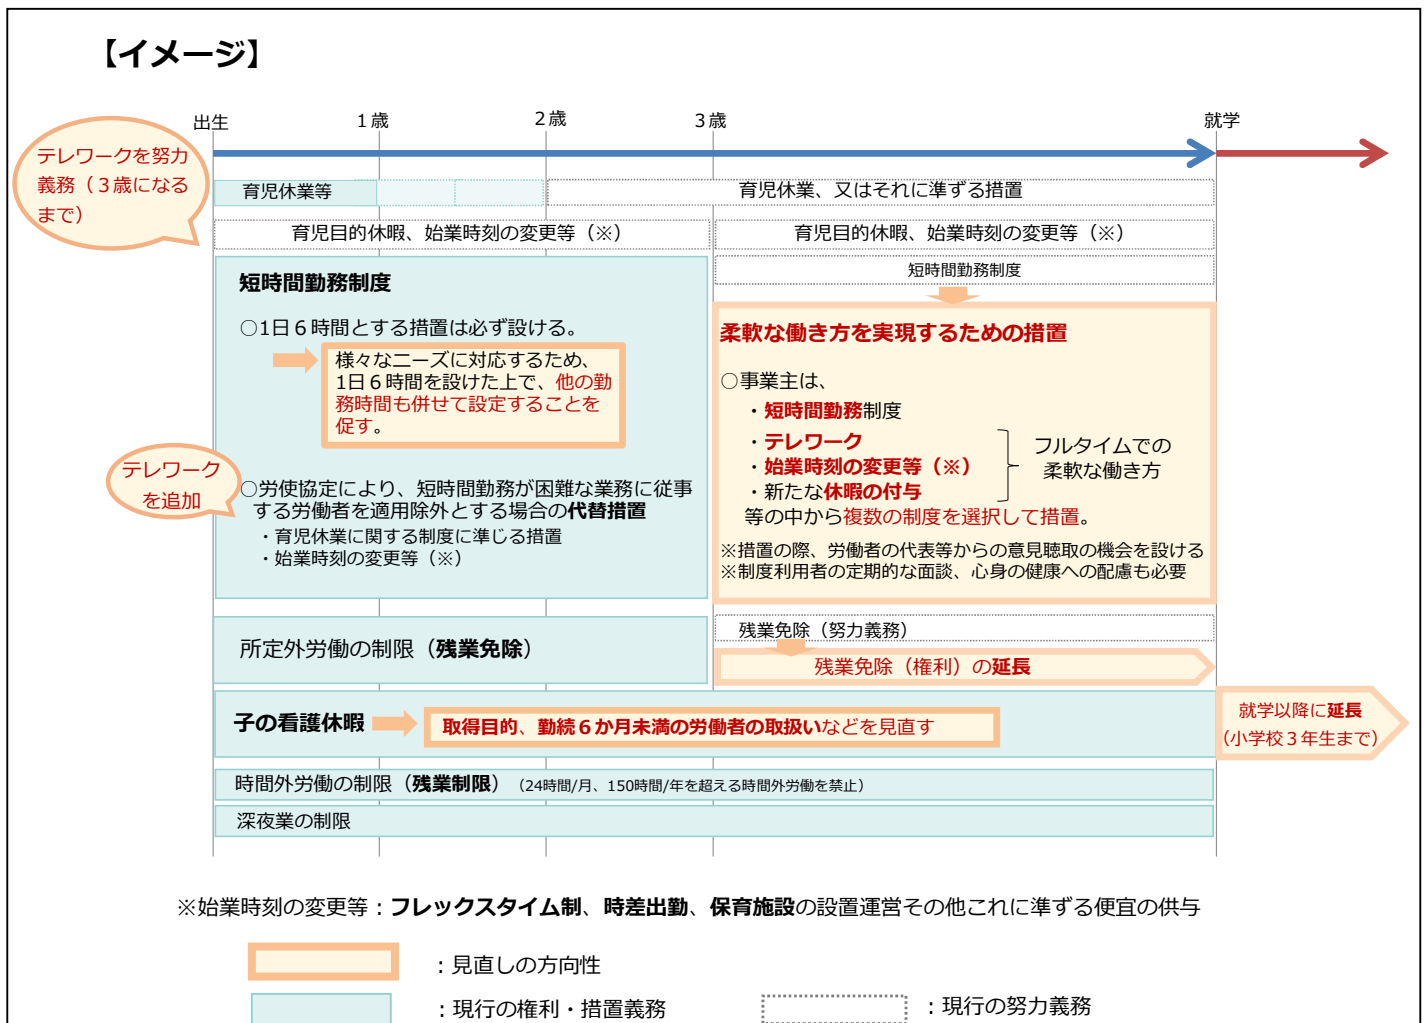 【イメージ】
出生
1歳
2歳
3歳
就学
テレワークを努力
義務（3歳になる
まで）
育児休業等
育児休業、又はそれに準ずる措置
育児目的休暇、始業時刻の変更等（※）
育児目的休暇、始業時刻の変更等（※）
短時間勤務制度
○1日6時間とする措置は必ず設ける。
様々なニーズに対応するため、
1日6時間を設けた上で、他の勤
務時間も併せて設定することを
促す。
テレワーク
を追加
○労使協定により、短時間勤務が困難な業務に従事
する労働者を適用除外とする場合の代替措置
・育児休業に関する制度に準じる措置
・始業時刻の変更等（※）
短時間勤務制度
柔軟な働き方を実現するための措置
○事業主は、
・短時間勤務制度
・テレワーク
・始業時刻の変更等（※）
・新たな休暇の付与
フルタイムでの
柔軟な働き方
等の中から複数の制度を選択して措置。
※措置の際、労働者の代表等からの意見聴取の機会を設ける
※制度利用者の定期的な面談、心身の健康への配慮も必要
所定外労働の制限（残業免除）
残業免除（努力義務）
残業免除（権利）の延長
子の看護休暇
取得目的、勤続6か月未満の労働者の取扱いなどを見直す
就学以降に延長
（小学校3年生まで）
時間外労働の制限（残業制限）（24時間/月、150時間/年を超える時間外労働を禁止）
深夜業の制限
※始業時刻の変更等：フレックスタイム制、時差出勤、保育施設の設置運営その他これに準ずる便宜の供与
：見直しの方向性
：現行の権利・措置義務
：現行の努力義務